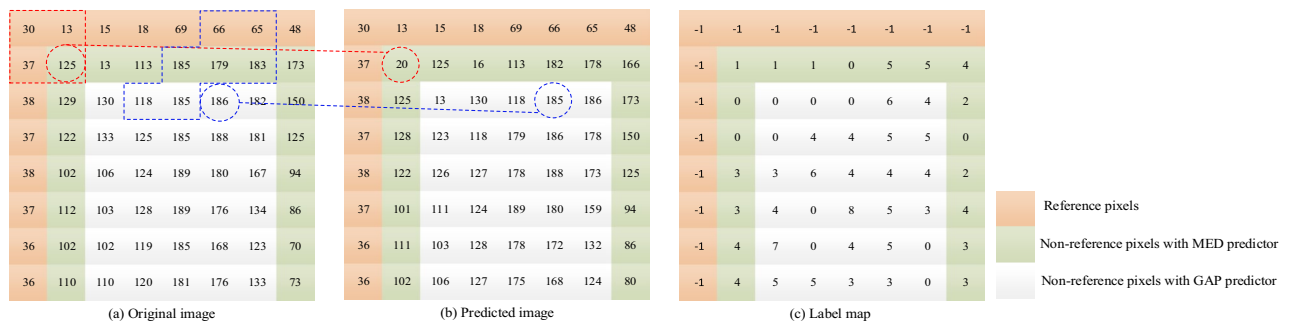 30 13 15 18 69 66 65 48
37 125 13 113 185 179 183 173
38 129 130 118 185 186 182 150
37 122 133 125 185 188 181 125
38 102 106 124 189 180 167 94
37 112 103 128 189 176 134 86
36 102 102 119 185 168 123 70
36 110 110 120 181 176 133 73
(a) Original image
30 13 15 18 69 66 65 48
37 20 125 16 113 182 178 166
38 125 13 130 118 185 186 173
37 128 123 118 179 186 178 150
38 122 126 127 178 188 173 125
37 101 111 124 189 180 159 94
36 111 103 128 178 172 132 86
36 102 106 127 175 168 124 80
(b) Predicted image
-1 -1 -1 -1 -1 -1 -1 -1
-1 1 1 1 0 5 5 4
-1 0 0 0 0 6 4 2
-1 0 0 4 4 5 5 0
-1 3 3 6 4 4 4 2
-1 3 4 0 8 5 3 4
-1 4 7 0 4 5 0 3
-1 4 5 5 3 3 0 3
(c) Label map
Reference pixels
Non-reference pixels with MED predictor
Non-reference pixels with GAP predictor